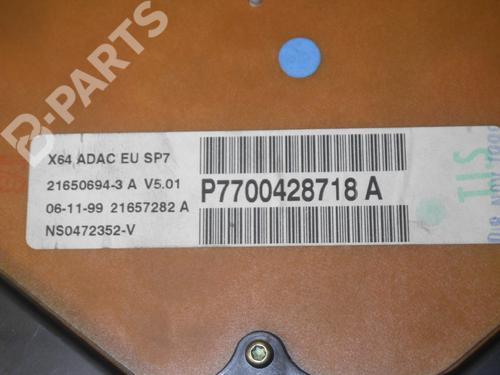 B-PARTS
X64 ADAC EU SP7
21650694-3 A V5.01
06-11-99 21657282 A
NS0472352-V
P7700428718 A